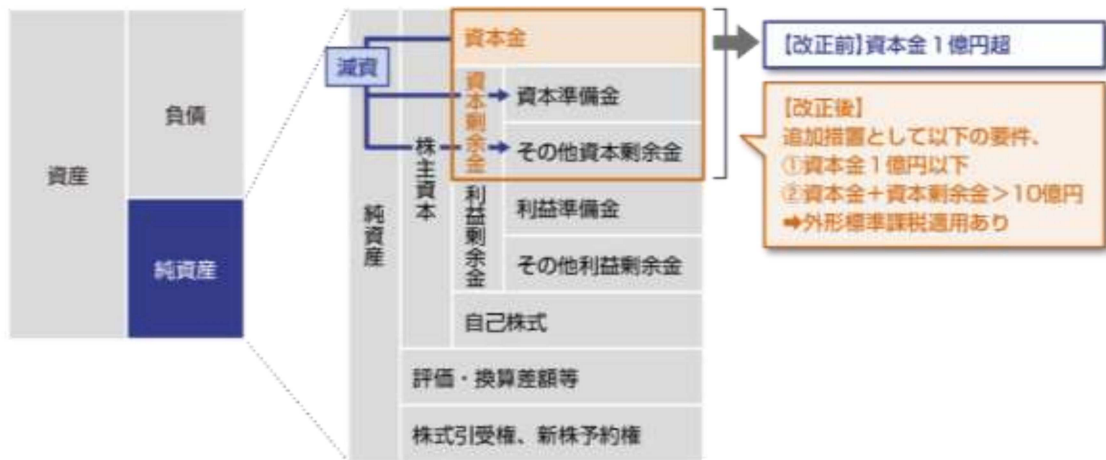 資産
負債
純資産
純資産
株主資本
減資
資本金
資本剰余金
資本準備金
その他資本剰余金
利益剰余金
利益準備金
その他利益剰余金
自己株式
評価・換算差額等
株式引受権、新株予約権
【改正前】資本金1億円超
【改正後】
追加措置として以下の要件、
①資本金1億円以下
②資本金+資本剰余金>10億円
➡外形標準課税適用あり